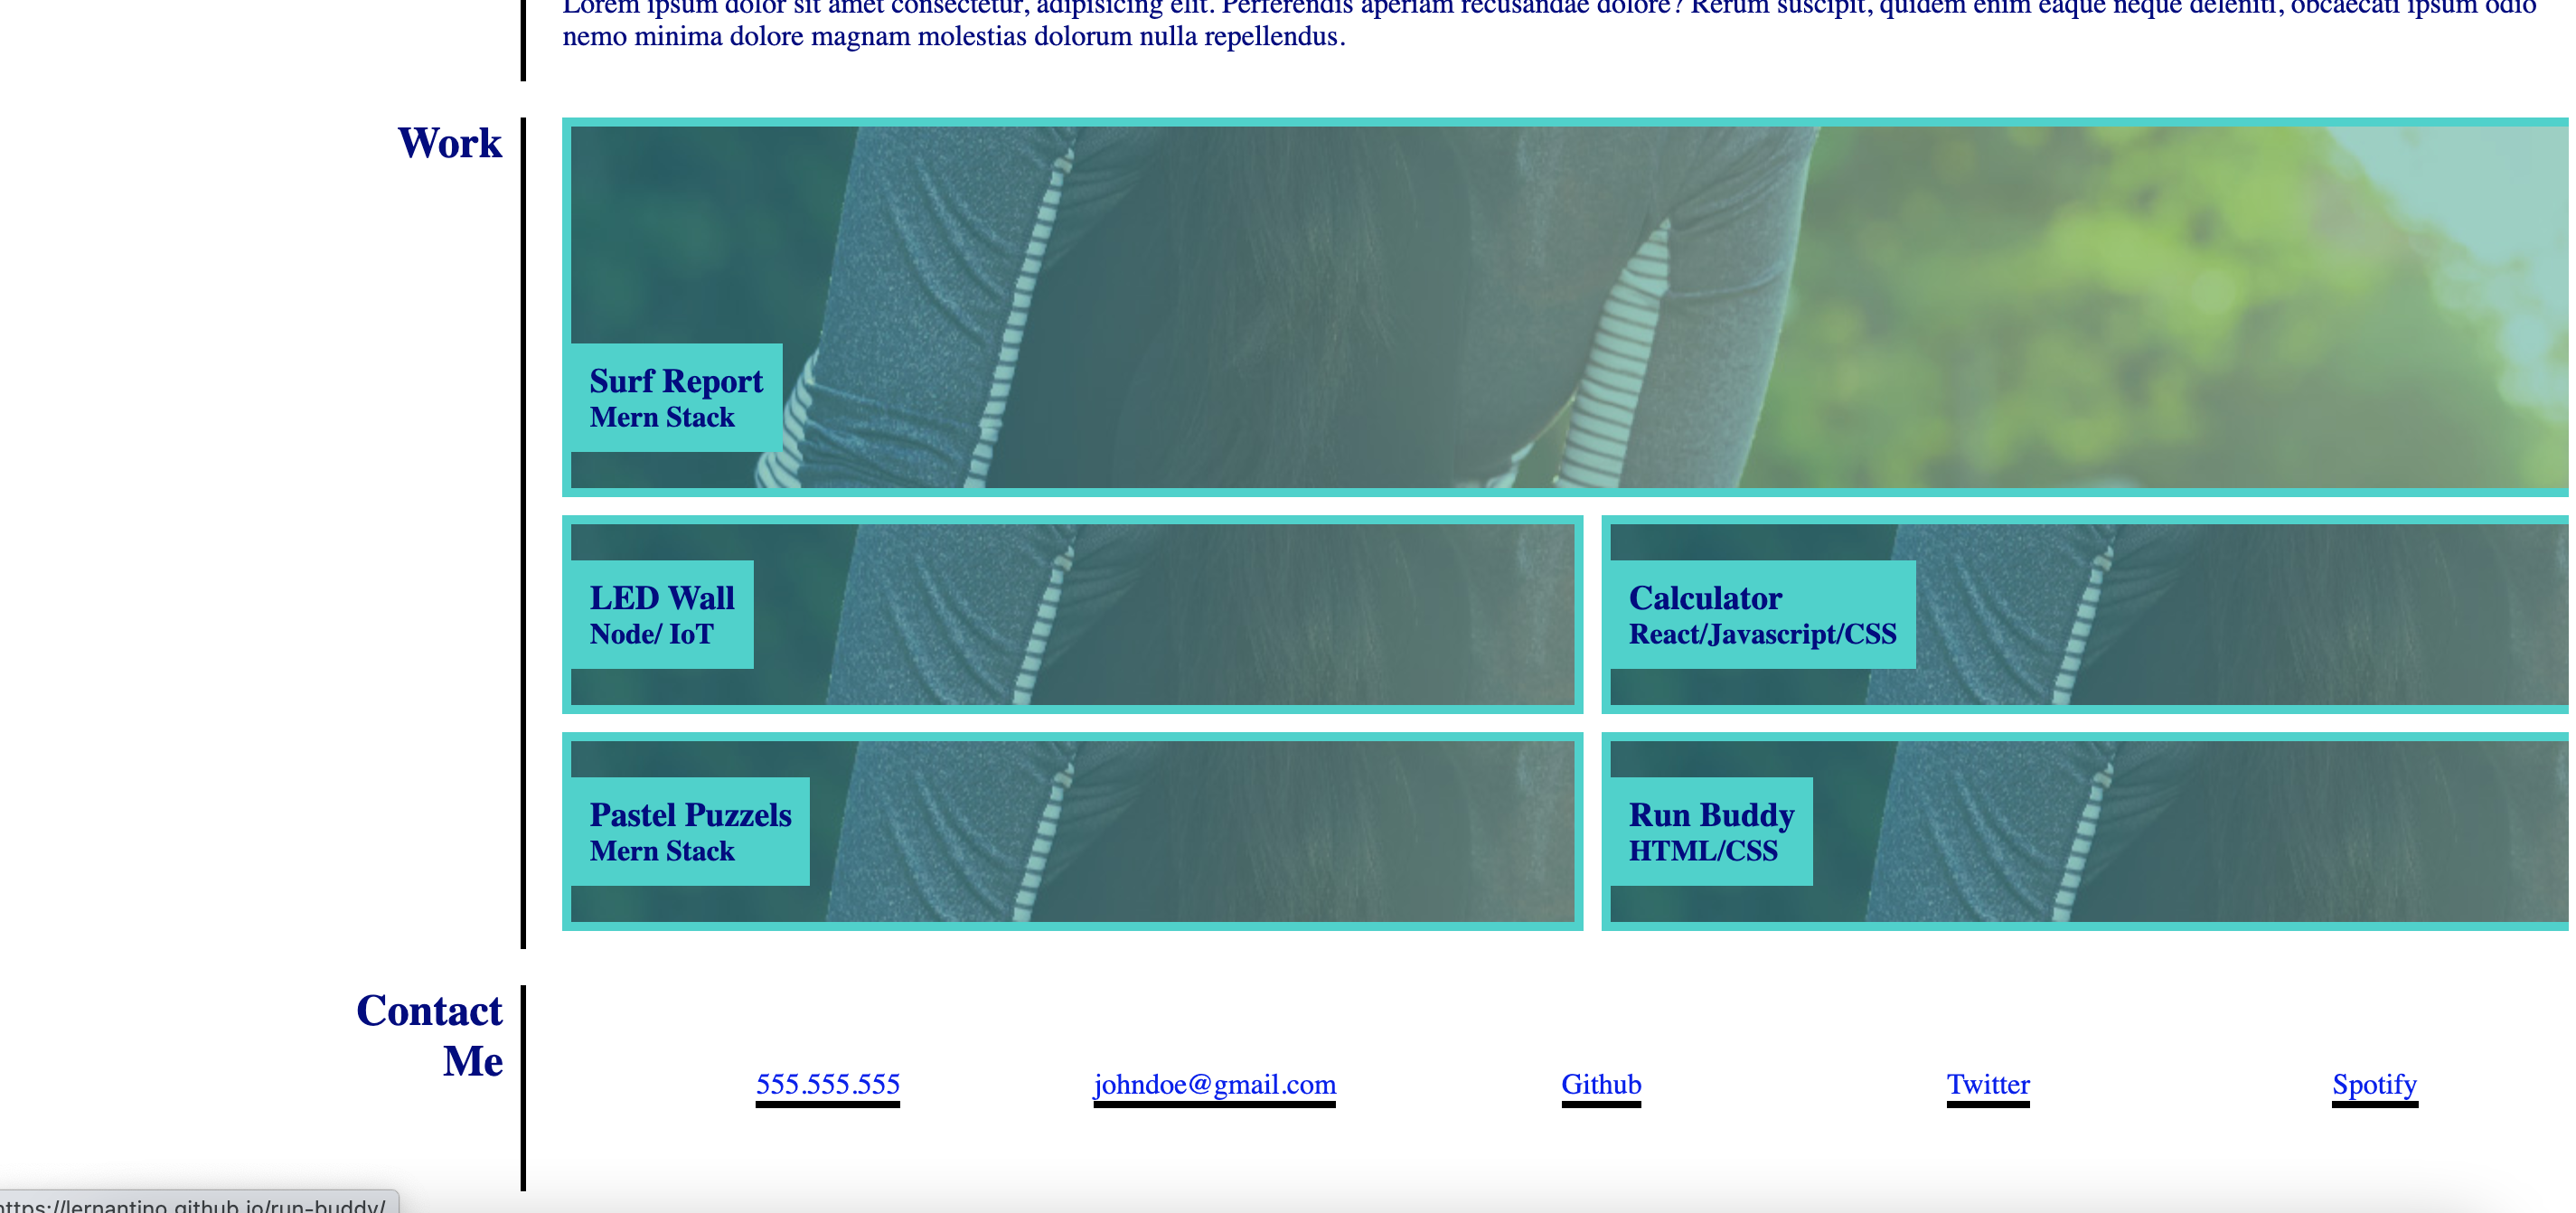 Lorem ipsum dolor sit amet consectetur, adipisicing elit. Perferendis aperiam recusandae dolore? Rerum suscipit, quidem enim eaque neque deleniti, obcaecati ipsum odio
nemo minima dolore magnam molestias dolorum nulla repellendus.
Work
Surf Report
Mern Stack
LED Wall
Node/ IoT
Calculator
React/Javascript/CSS
Pastel Puzzels
Mern Stack
Run Buddy
HTML/CSS
Contact
Me
555.555.555
johndoe@gmail.com
Github
Twitter
Spotify
https://lernantino.github.io/run-buddy/